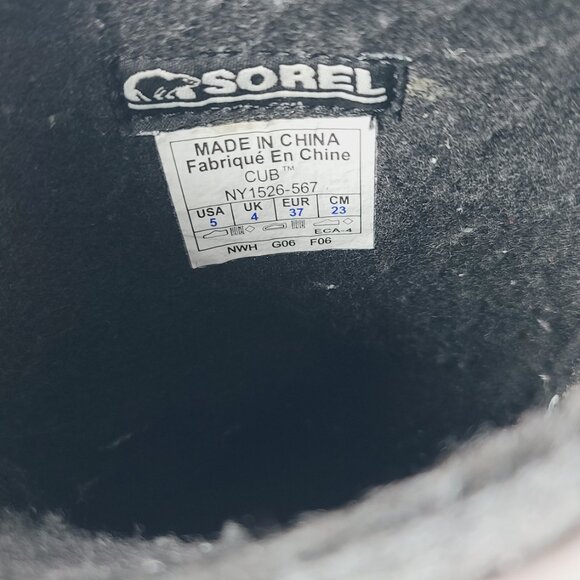 SOREL
MADE IN CHINA
Fabriqué En Chine
CUB™
NY1526-567
USA UK EUR CM
5 4 37 23
ECA-4
NWH G06 F06